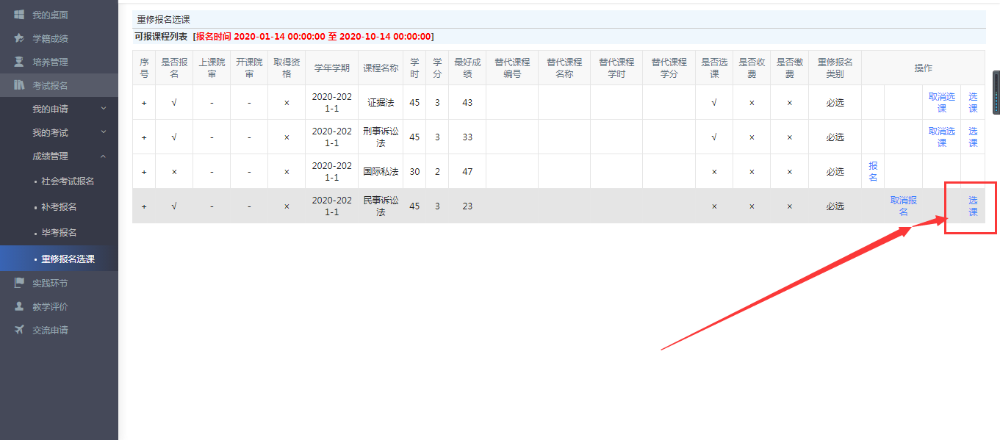 我的桌面
学籍成绩
培养管理
考试报名
我的申请
我的考试
成绩管理
社会考试报名
补考报名
毕考报名
重修报名选课
实践环节
教学评价
交流申请
重修报名选课
可报课程列表 [报名时间 2020-01-14 00:00:00 至 2020-10-14 00:00:00]
序号 是否报名 上课院审 开课院审 取得资格 学年学期 课程名称 学时 学分 最好成绩 替代课程编号 替代课程名称 替代课程学时 替代课程学分 是否选课 是否收费 是否缴费 重修报名类别 操作
+ √ - - × 2020-2021-1 证据法 45 3 43 √ × × 必选 取消选课 选课
+ √ - - × 2020-2021-1 刑事诉讼法 45 3 33 √ × × 必选 取消选课 选课
+ × - - × 2020-2021-1 国际私法 30 2 47 × × × 必选 报名
+ √ - - × 2020-2021-1 民事诉讼法 45 3 23 × × × 必选 取消报名 选课